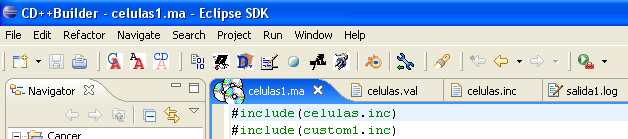 CD++Builder - celulas1.ma - Eclipse SDK
File Edit Refactor Navigate Search Project Run Window Help
Navigator celulas1.ma celulas.val celulas.inc salida1.log
#include(celulas.inc)
#include(custom1.inc)
Cancer